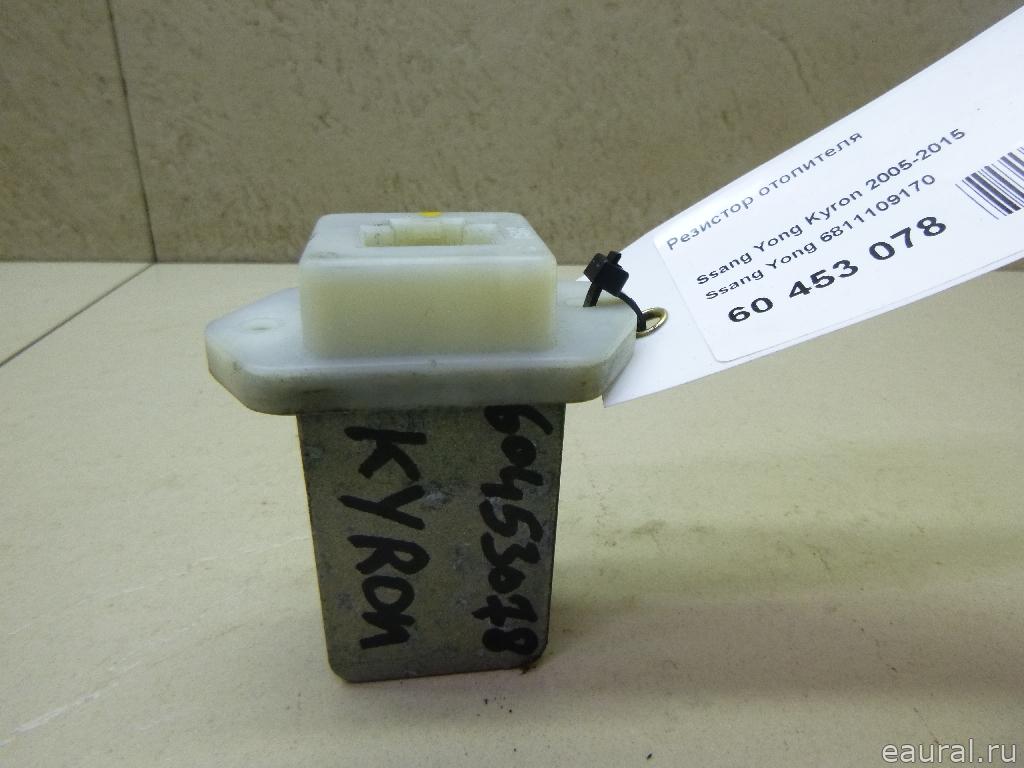 Резистор отопителя
Ssang Yong Kyron 2005-2015
Ssang Yong 6811109170
60 453 078
60453078
KYRON
eaural.ru